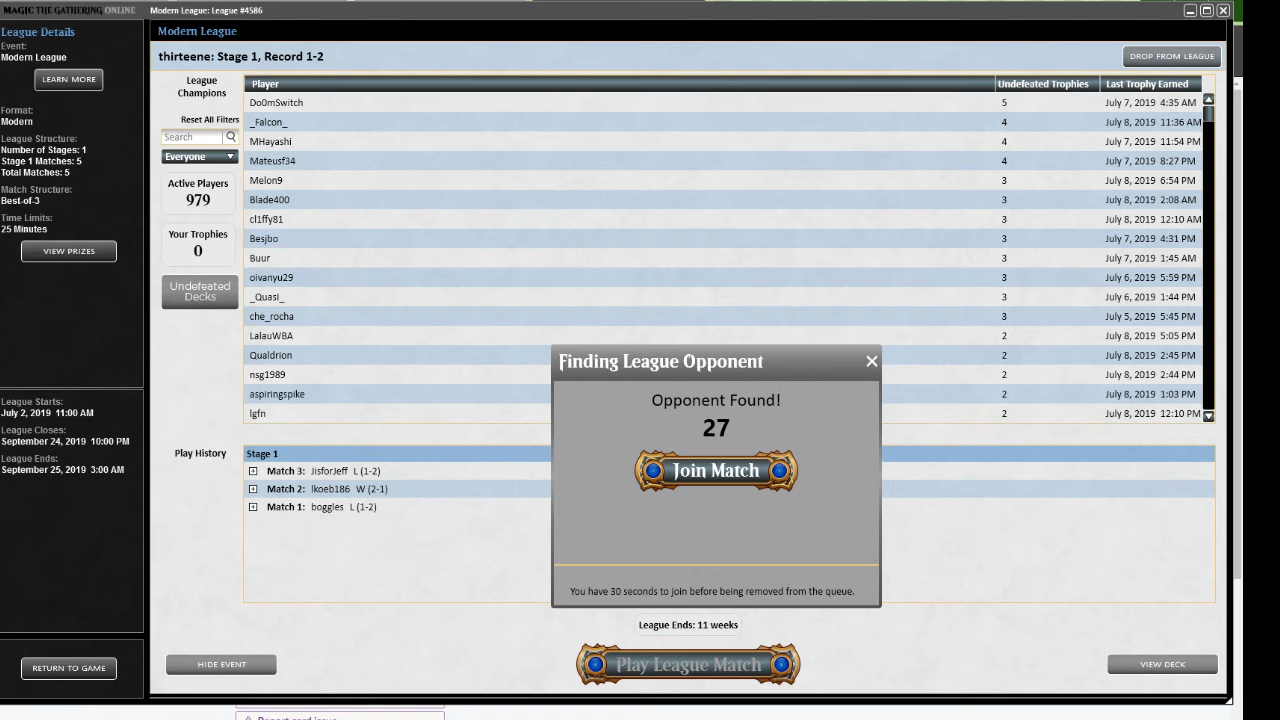 MAGIC THE GATHERING ONLINE
Modern League: League #4586
League Details
Event:
Modern League
LEARN MORE
Format:
Modern
League Structure:
Number of Stages: 1
Stage 1 Matches: 5
Total Matches: 5
Match Structure:
Best-of-3
Time Limits:
25 Minutes
VIEW PRIZES
League Starts:
July 2, 2019 11:00 AM
League Closes:
September 24, 2019 10:00 PM
League Ends:
September 25, 2019 3:00 AM
RETURN TO GAME
Modern League
thirteene: Stage 1, Record 1-2
DROP FROM LEAGUE
League
Champions
Reset All Filters
Search
Everyone
Active Players
979
Your Trophies
0
Undefeated
Decks
Player Undefeated Trophies Last Trophy Earned
Do0mSwitch 5 July 7, 2019 4:35 AM
_Falcon_ 4 July 8, 2019 11:36 AM
MHayashi 4 July 7, 2019 11:54 PM
Mateusf34 4 July 7, 2019 8:27 PM
Melon9 3 July 8, 2019 6:54 PM
Blade400 3 July 8, 2019 2:08 AM
cl1ffy81 3 July 8, 2019 12:10 AM
Besjbo 3 July 7, 2019 4:31 PM
Buur 3 July 7, 2019 1:45 AM
oivanyu29 3 July 6, 2019 5:59 PM
_Quasi_ 3 July 6, 2019 1:44 PM
che_rocha 3 July 5, 2019 5:45 PM
LalauWBA 2 July 8, 2019 5:05 PM
Qualdrion 2 July 8, 2019 2:45 PM
nsg1989 2 July 8, 2019 2:44 PM
aspiringspike 2 July 8, 2019 1:03 PM
lgfn 2 July 8, 2019 12:10 PM
Finding League Opponent
Opponent Found!
27
Join Match
You have 30 seconds to join before being removed from the queue.
Play History
Stage 1
Match 3: JisforJeff L (1-2)
Match 2: lkoeb186 W (2-1)
Match 1: boggles L (1-2)
League Ends: 11 weeks
HIDE EVENT
Play League Match
VIEW DECK
Report card issue